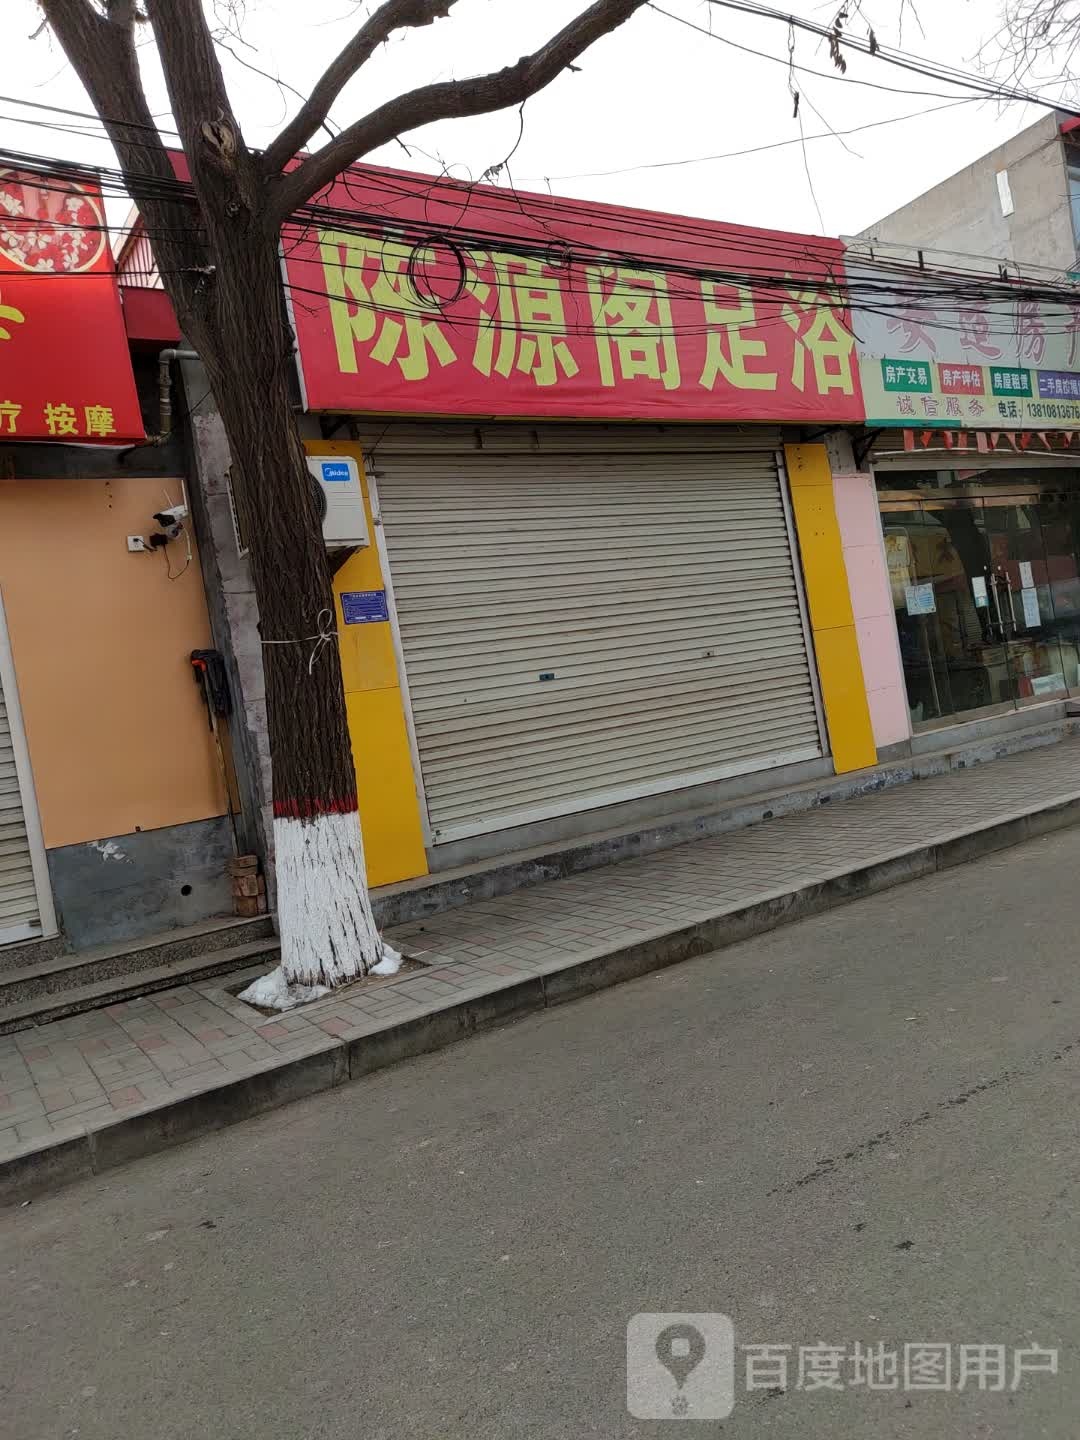 疗 按摩
陈源阁足浴
Midea
房产交易 房产评估 房屋租赁
诚信服务 电话:13810813676
百度地图用户